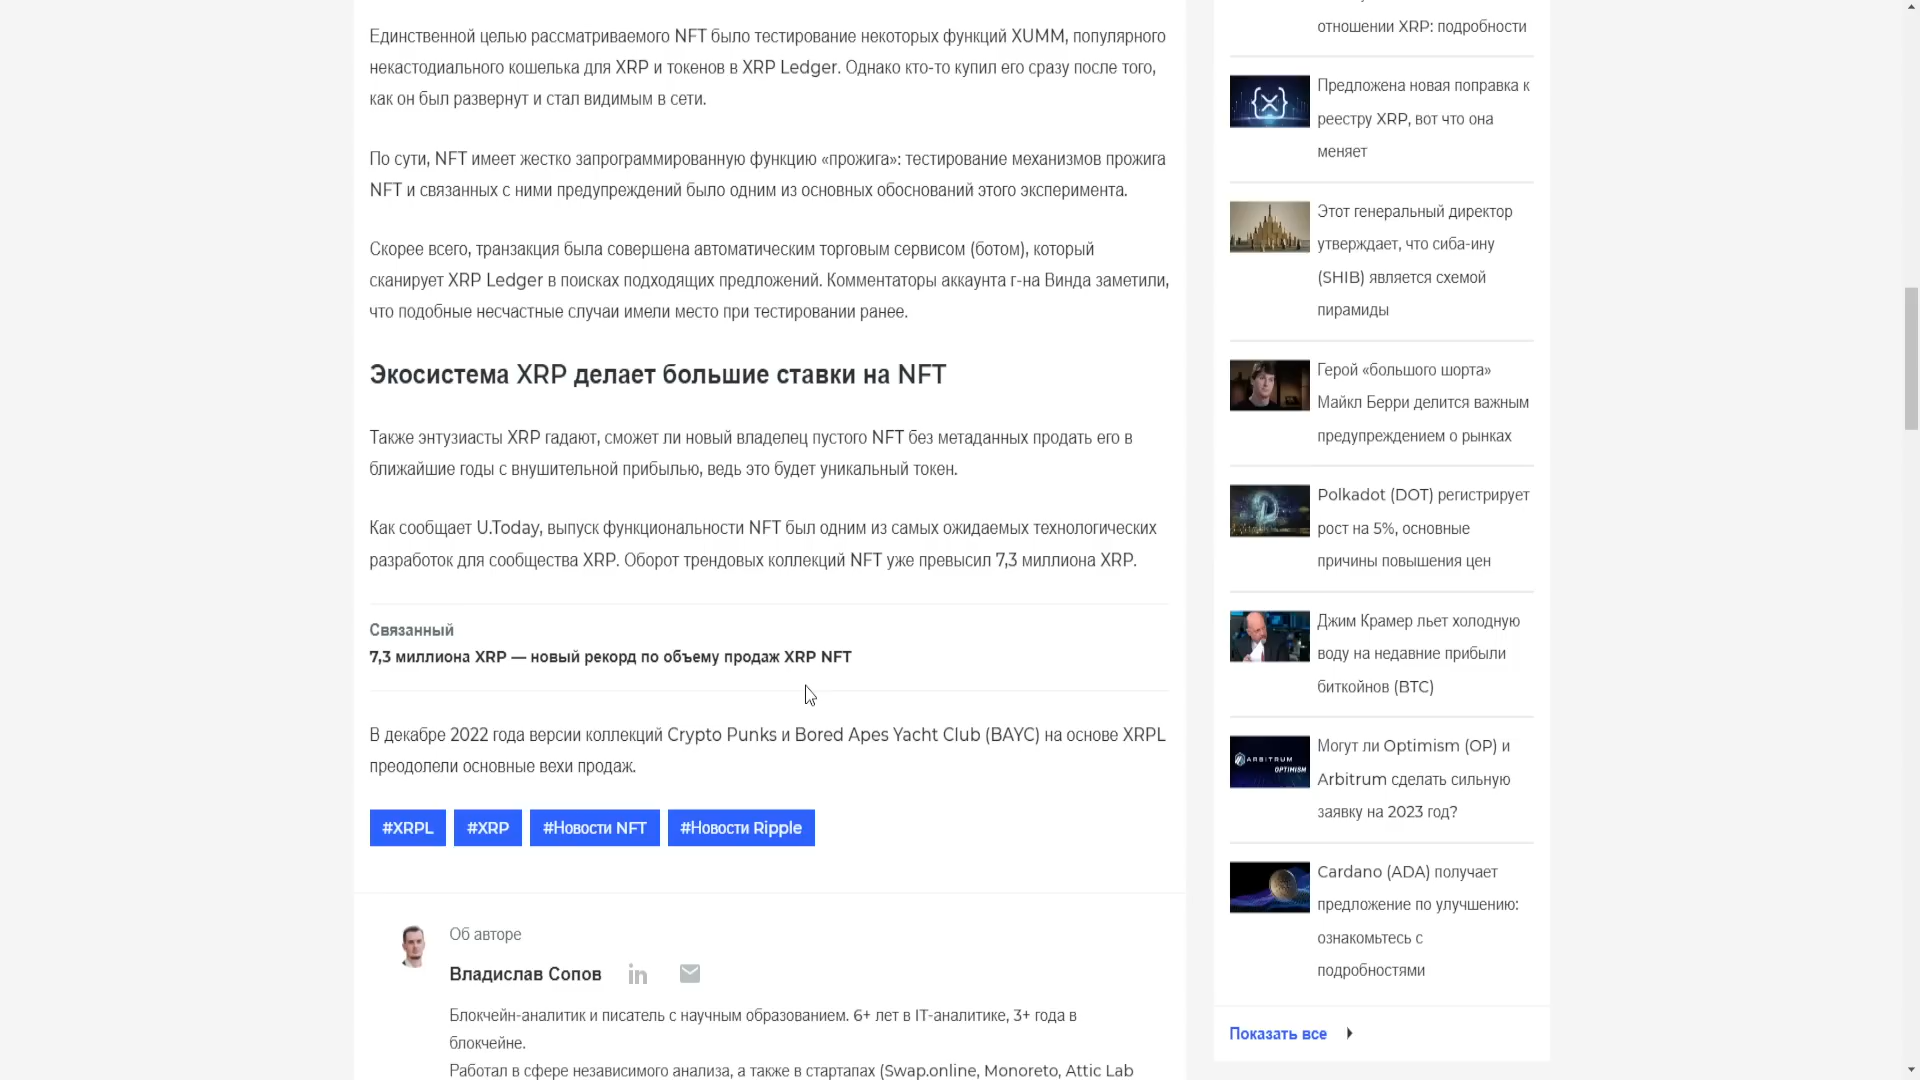 Единственной целью рассматриваемого NFT было тестирование некоторых функций XUMM, популярного
некастодиального кошелька для XRP и токенов в XRP Ledger. Однако кто-то купил его сразу после того,
как он был развернут и стал видимым в сети.
По сути, NFT имеет жестко запрограммированную функцию «прожига»: тестирование механизмов прожига
NFT и связанных с ними предупреждений было одним из основных обоснований этого эксперимента.
Скорее всего, транзакция была совершена автоматическим торговым сервисом (ботом), который
сканирует XRP Ledger в поисках подходящих предложений. Комментаторы аккаунта г-на Винда заметили,
что подобные несчастные случаи имели место при тестировании ранее.
Экосистема XRP делает большие ставки на NFT
Также энтузиасты XRP гадают, сможет ли новый владелец пустого NFT без метаданных продать его в
ближайшие годы с внушительной прибылью, ведь это будет уникальный токен.
Как сообщает U.Today, выпуск функциональности NFT был одним из самых ожидаемых технологических
разработок для сообщества XRP. Оборот трендовых коллекций NFT уже превысил 7,3 миллиона XRP.
Связанный
7,3 миллиона XRP — новый рекорд по объему продаж XRP NFT
В декабре 2022 года версии коллекций Crypto Punks и Bored Apes Yacht Club (BAYC) на основе XRPL
преодолели основные вехи продаж.
#XRPL #XRP #Новости NFT #Новости Ripple
Об авторе
Владислав Сопов
Блокчейн-аналитик и писатель с научным образованием. 6+ лет в IT-аналитике, 3+ года в
блокчейне.
Работал в сфере независимого анализа, а также в стартапах (Swap.online, Monoreto, Attic Lab
отношении XRP: подробности
Предложена новая поправка к
реестру XRP, вот что она
меняет
Этот генеральный директор
утверждает, что сиба-ину
(SHIB) является схемой
пирамиды
Герой «большого шорта»
Майкл Берри делится важным
предупреждением о рынках
Polkadot (DOT) регистрирует
рост на 5%, основные
причины повышения цен
Джим Крамер льет холодную
воду на недавние прибыли
биткойнов (BTC)
ARBITRUM
OPTIMISM
Могут ли Optimism (OP) и
Arbitrum сделать сильную
заявку на 2023 год?
Cardano (ADA) получает
предложение по улучшению:
ознакомьтесь с
подробностями
Показать все